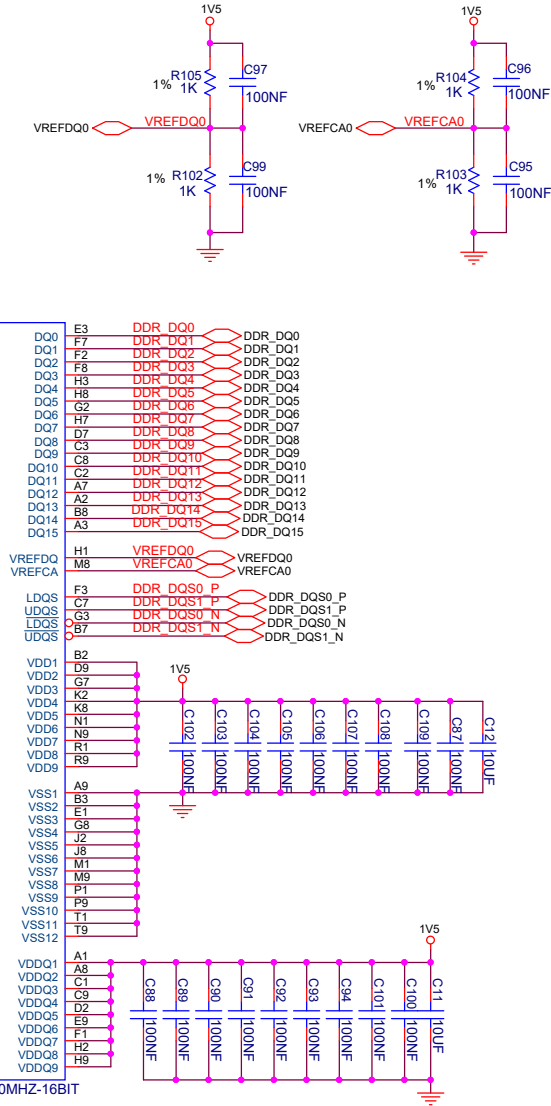 1V5 1V5
R105 C97 R104 C96
1% 1K 100NF 1% 1K 100NF
VREFDQ0 VREFDQ0 VREFCA0 VREFCA0
R102 C99 R103 C95
1% 1K 100NF 1% 1K 100NF
DQ0 E3 DDR_DQ0 DDR_DQ0
DQ1 F7 DDR_DQ1 DDR_DQ1
DQ2 F2 DDR_DQ2 DDR_DQ2
DQ3 F8 DDR_DQ3 DDR_DQ3
DQ4 H3 DDR_DQ4 DDR_DQ4
DQ5 H8 DDR_DQ5 DDR_DQ5
DQ6 G2 DDR_DQ6 DDR_DQ6
DQ7 H7 DDR_DQ7 DDR_DQ7
DQ8 D7 DDR_DQ8 DDR_DQ8
DQ9 C3 DDR_DQ9 DDR_DQ9
DQ10 C8 DDR_DQ10 DDR_DQ10
DQ11 C2 DDR_DQ11 DDR_DQ11
DQ12 A7 DDR_DQ12 DDR_DQ12
DQ13 A2 DDR_DQ13 DDR_DQ13
DQ14 B8 DDR_DQ14 DDR_DQ14
DQ15 A3 DDR_DQ15 DDR_DQ15
VREFDQ H1 VREFDQ0 VREFDQ0
VREFCA M8 VREFCA0 VREFCA0
LDQS F3 DDR_DQS0_P DDR_DQS0_P
UDQS C7 DDR_DQS1_P DDR_DQS1_P
LDQS G3 DDR_DQS0_N DDR_DQS0_N
UDQS B7 DDR_DQS1_N DDR_DQS1_N
VDD1 B2
VDD2 D9
VDD3 G7
VDD4 K2
VDD5 K8
VDD6 N1
VDD7 N9
VDD8 R1
VDD9 R9
1V5
C102 C103 C104 C105 C106 C107 C108 C109 C87 C12
100NF 100NF 100NF 100NF 100NF 100NF 100NF 100NF 100NF 10UF
VSS1 A9
VSS2 B3
VSS3 E1
VSS4 G8
VSS5 J2
VSS6 J8
VSS7 M1
VSS8 M9
VSS9 P1
VSS10 P9
VSS11 T1
VSS12 T9
1V5
VDDQ1 A1
VDDQ2 A8
VDDQ3 C1
VDDQ4 C9
VDDQ5 D2
VDDQ6 E9
VDDQ7 F1
VDDQ8 H2
VDDQ9 H9
C88 C89 C90 C91 C92 C93 C94 C101 C100 C11
100NF 100NF 100NF 100NF 100NF 100NF 100NF 100NF 100NF 10UF
0MHZ-16BIT